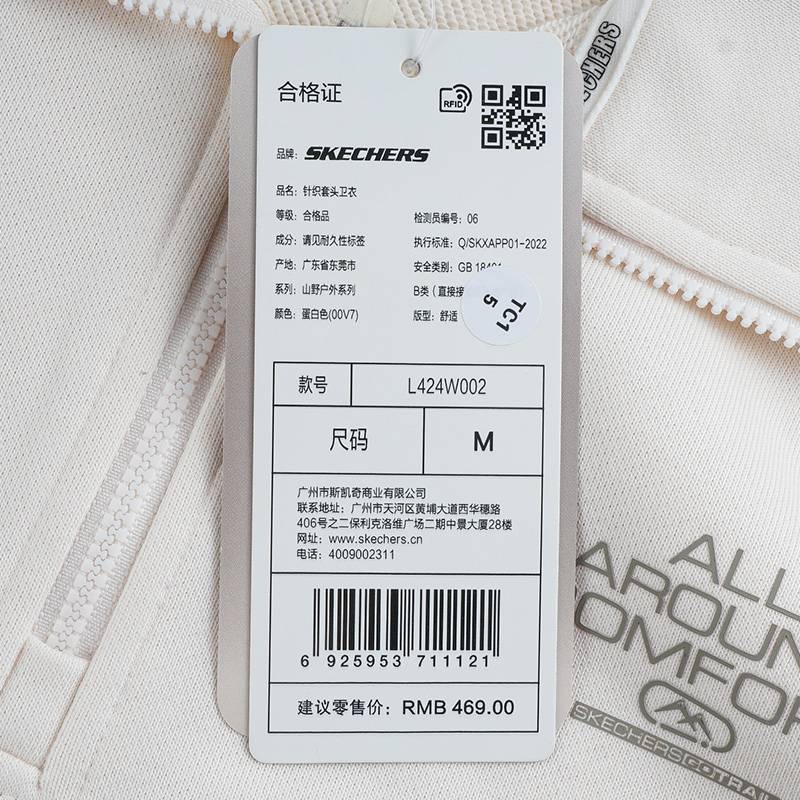 合格证
RFID
品牌: SKECHERS
品名: 针织套头卫衣
等级: 合格品
检测员编号: 06
成分: 请见耐久性标签
执行标准: Q/SKXAPP01-2022
产地: 广东省东莞市
安全类别: GB 18401
系列: 山野户外系列
B类 (直接接
颜色: 蛋白色(00V7)
版型: 舒适
TC1
5
款号 L424W002
尺码 M
广州市斯凯奇商业有限公司
联系地址: 广州市天河区黄埔大道西华穗路
406号之二保利克洛维广场二期中景大厦28楼
网址: www.skechers.cn
电话: 4009002311
6 925953 711121
建议零售价: RMB 469.00
SKECHERS
ALL
AROUN
COMFOR
SKECHERS GOTRAIL